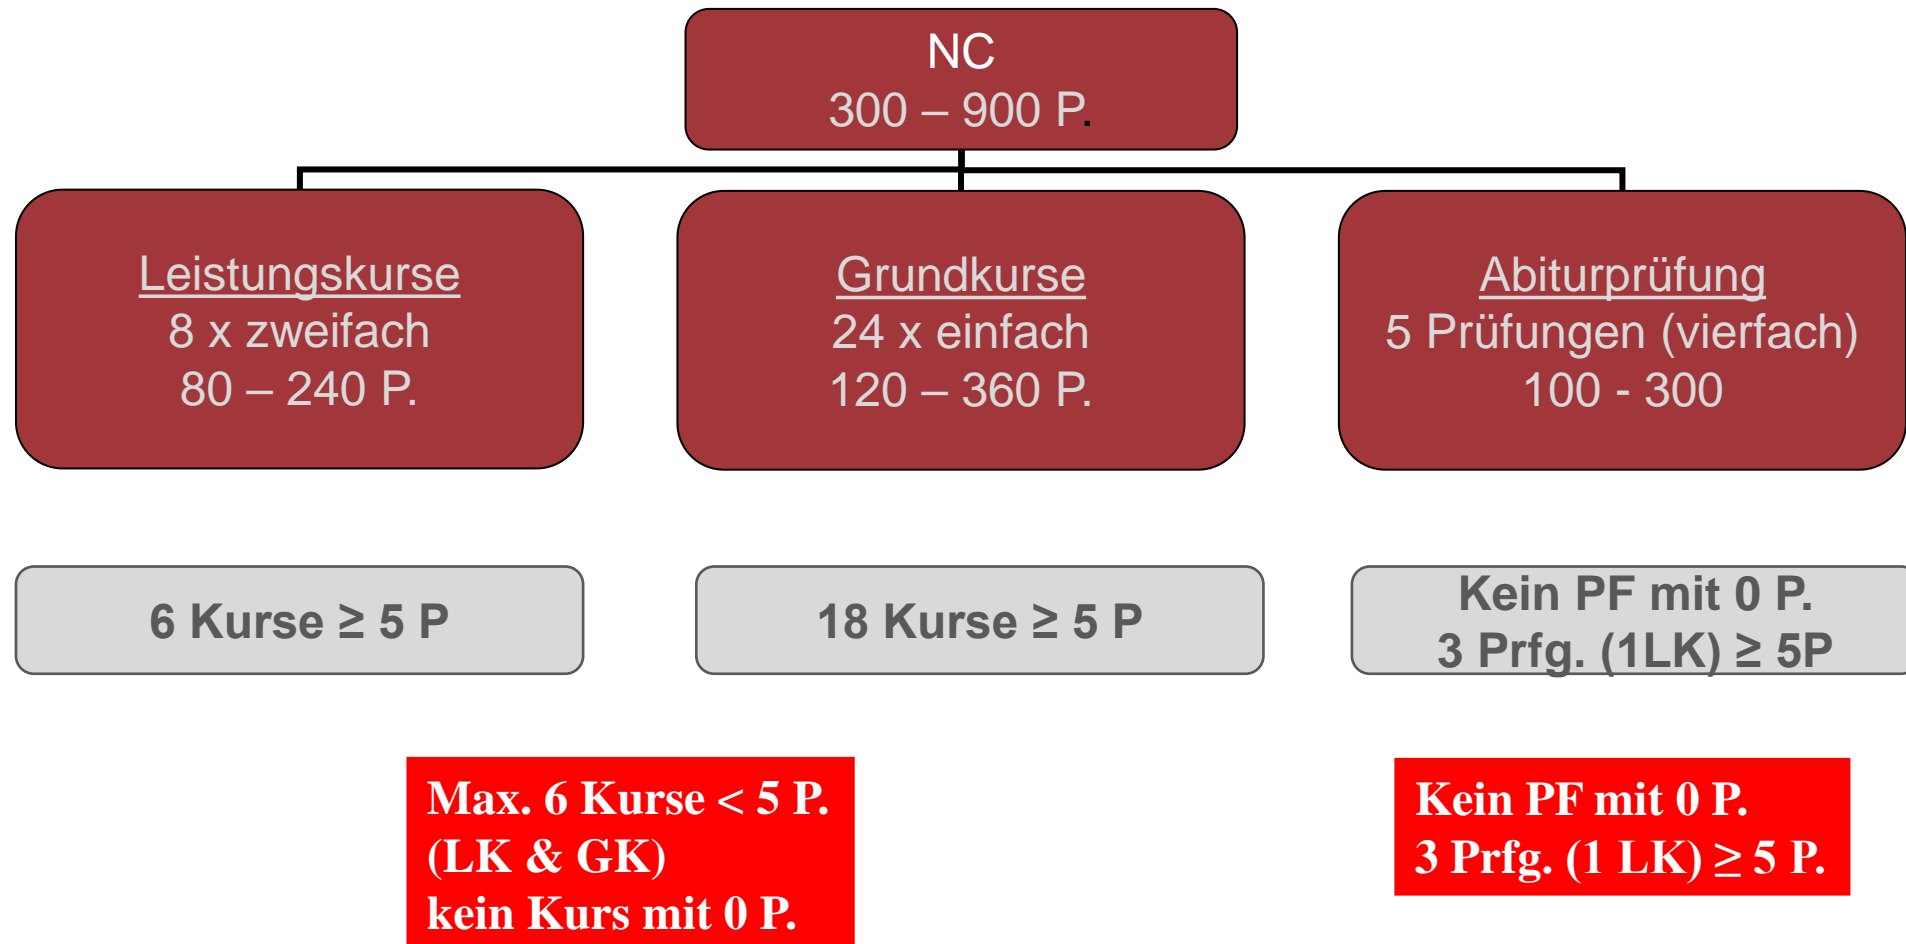 NC
300 – 900 P.
Leistungskurse
8 x zweifach
80 – 240 P.
Grundkurse
24 x einfach
120 – 360 P.
Abiturprüfung
5 Prüfungen (vierfach)
100 - 300
6 Kurse ≥ 5 P
18 Kurse ≥ 5 P
Kein PF mit 0 P.
3 Prfg. (1LK) ≥ 5P
Max. 6 Kurse < 5 P.
(LK & GK)
kein Kurs mit 0 P.
Kein PF mit 0 P.
3 Prfg. (1 LK) ≥ 5 P.